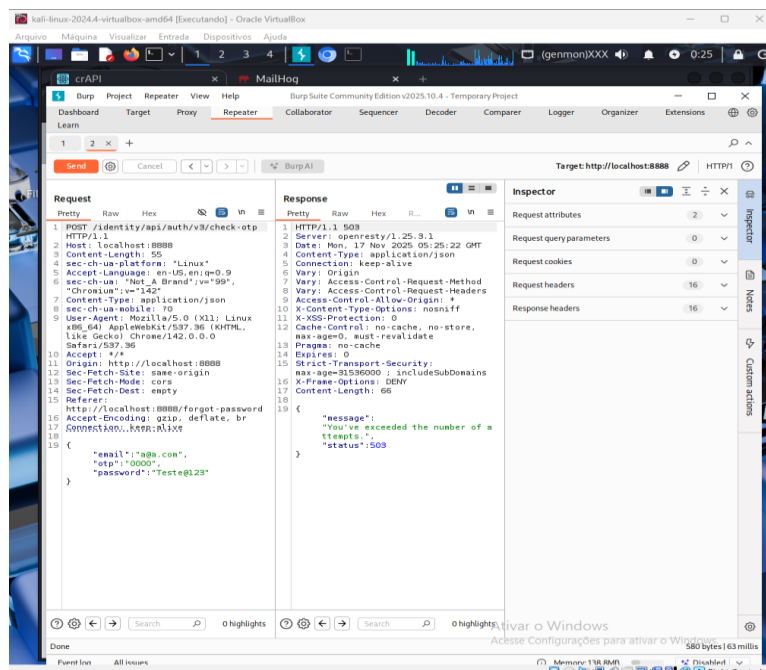 kali-linux-2024.4-virtualbox-amd64 [Executando] - Oracle VirtualBox
Arquivo Máquina Visualizar Entrada Dispositivos Ajuda
1 2 3 4 (genmon)XXX 0:25
crAPI × MailHog × +
Burp Project Repeater View Help Burp Suite Community Edition v2025.10.4 - Temporary Project
Dashboard Target Proxy Repeater Collaborator Sequencer Decoder Comparer Logger Organizer Extensions
Learn
1 2 × +
Send Cancel < > Burp AI Target: http://localhost:8888 HTTP/1
Request
Pretty Raw Hex \n
1 POST /identity/api/auth/v3/check-otp
HTTP/1.1
2 Host: localhost:8888
3 Content-Length: 55
4 sec-ch-ua-platform: "Linux"
5 Accept-Language: en-US,en;q=0.9
6 sec-ch-ua: "Not_A Brand";v="99",
"Chromium";v="142"
7 Content-Type: application/json
8 sec-ch-ua-mobile: ?0
9 User-Agent: Mozilla/5.0 (X11; Linux
x86_64) AppleWebKit/537.36 (KHTML,
like Gecko) Chrome/142.0.0.0
Safari/537.36
10 Accept: */*
11 Origin: http://localhost:8888
12 Sec-Fetch-Site: same-origin
13 Sec-Fetch-Mode: cors
14 Sec-Fetch-Dest: empty
15 Referer:
http://localhost:8888/forgot-password
16 Accept-Encoding: gzip, deflate, br
17 Connection: keep-alive
18
19 {
"email":"a@a.com",
"otp":"0000",
"password":"Teste@123"
}
Response
Pretty Raw Hex R... \n
1 HTTP/1.1 503
2 Server: openresty/1.25.3.1
3 Date: Mon, 17 Nov 2025 05:25:22 GMT
4 Content-Type: application/json
5 Connection: keep-alive
6 Vary: Origin
7 Vary: Access-Control-Request-Method
8 Vary: Access-Control-Request-Headers
9 Access-Control-Allow-Origin: *
10 X-Content-Type-Options: nosniff
11 X-XSS-Protection: 0
12 Cache-Control: no-cache, no-store,
max-age=0, must-revalidate
13 Pragma: no-cache
14 Expires: 0
15 Strict-Transport-Security:
max-age=31536000 ; includeSubDomains
16 X-Frame-Options: DENY
17 Content-Length: 66
18
19 {
"message":
"You've exceeded the number of a
ttempts.",
"status":503
}
Inspector
Request attributes 2
Request query parameters 0
Request cookies 0
Request headers 16
Response headers 16
Inspector
Notes
Custom actions
Search 0 highlights Search 0 highlights
Ativar o Windows
Acesse Configurações para ativar o Windows.
Done 580 bytes | 63 millis
Event log All issues Memory: 138.8MB Disabled